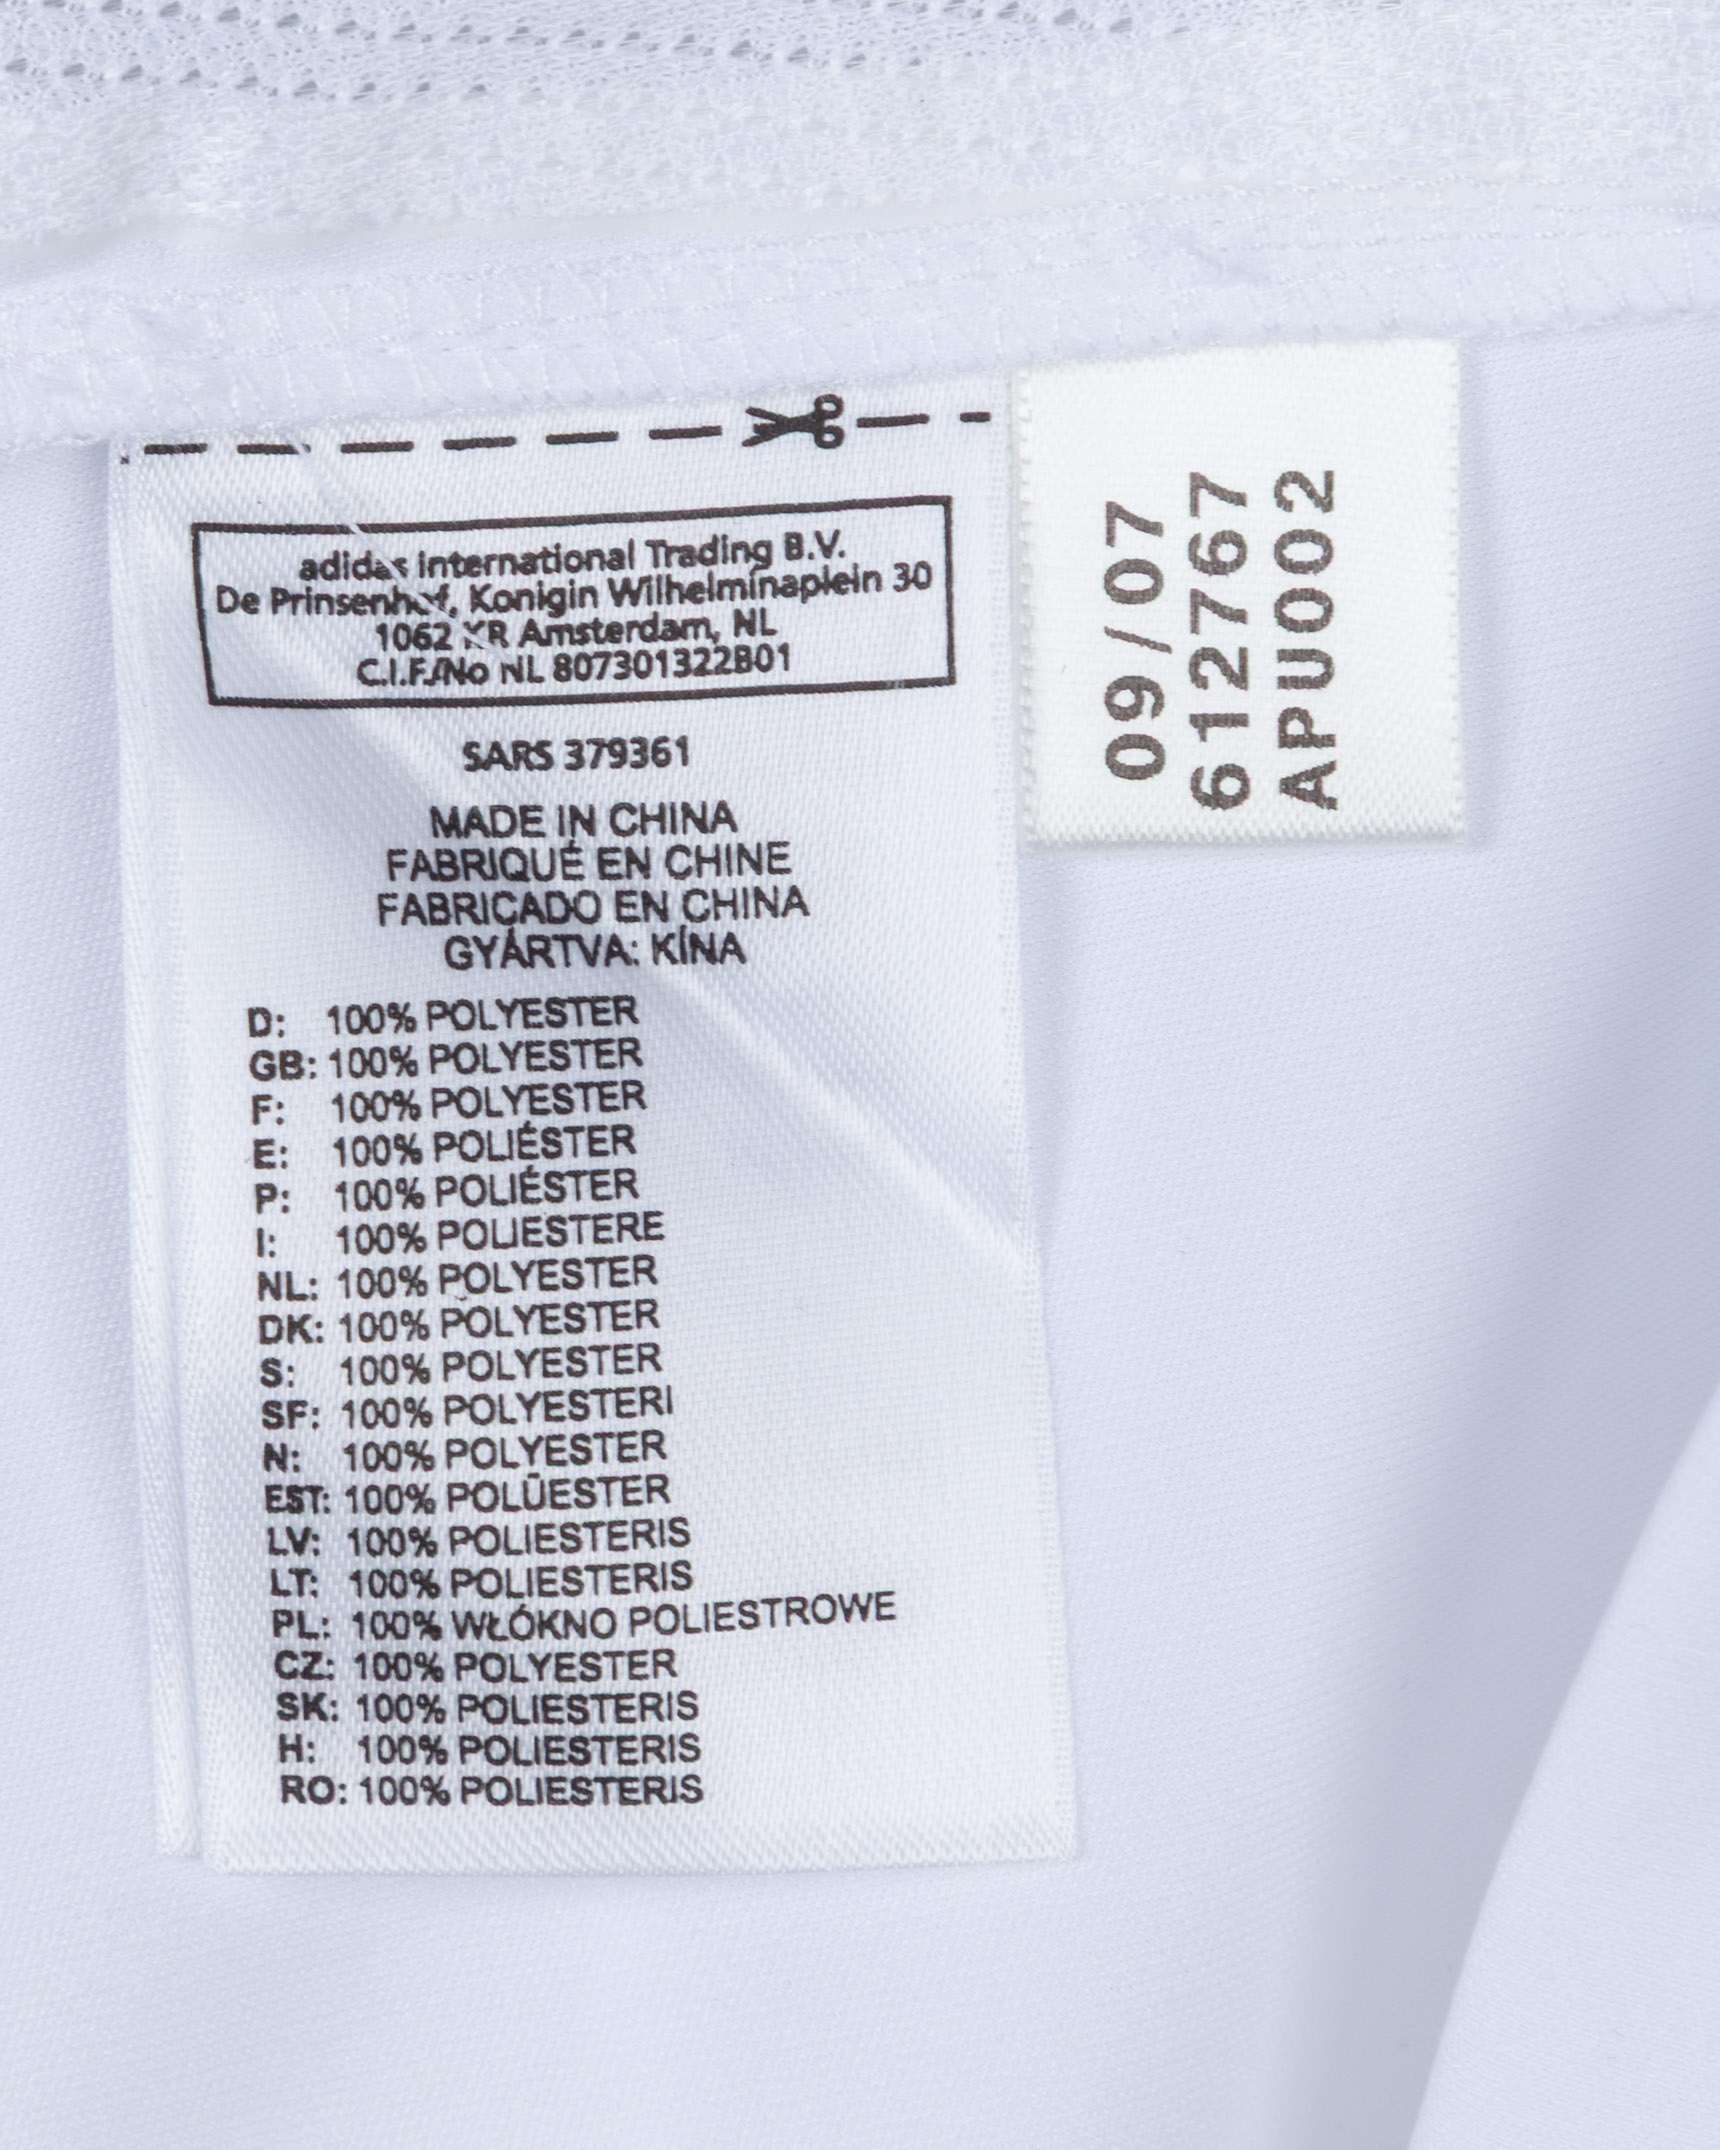 adidas International Trading B.V.
De Prinsenhof, Konigin Wilhelminaplein 30
1062 XR Amsterdam, NL
C.I.F./No NL 807301322B01
SARS 379361
MADE IN CHINA
FABRIQUÉ EN CHINE
FABRICADO EN CHINA
GYÁRTVA: KÍNA
D: 100% POLYESTER
GB: 100% POLYESTER
F: 100% POLYESTER
E: 100% POLIÉSTER
P: 100% POLIÉSTER
I: 100% POLIESTERE
NL: 100% POLYESTER
DK: 100% POLYESTER
S: 100% POLYESTER
SF: 100% POLYESTERI
N: 100% POLYESTER
EST: 100% POLÜESTER
LV: 100% POLIESTERIS
LT: 100% POLIESTERIS
PL: 100% WŁÓKNO POLIESTROWE
CZ: 100% POLYESTER
SK: 100% POLIESTERIS
H: 100% POLIESTERIS
RO: 100% POLIESTERIS
09/07
612767
APU002